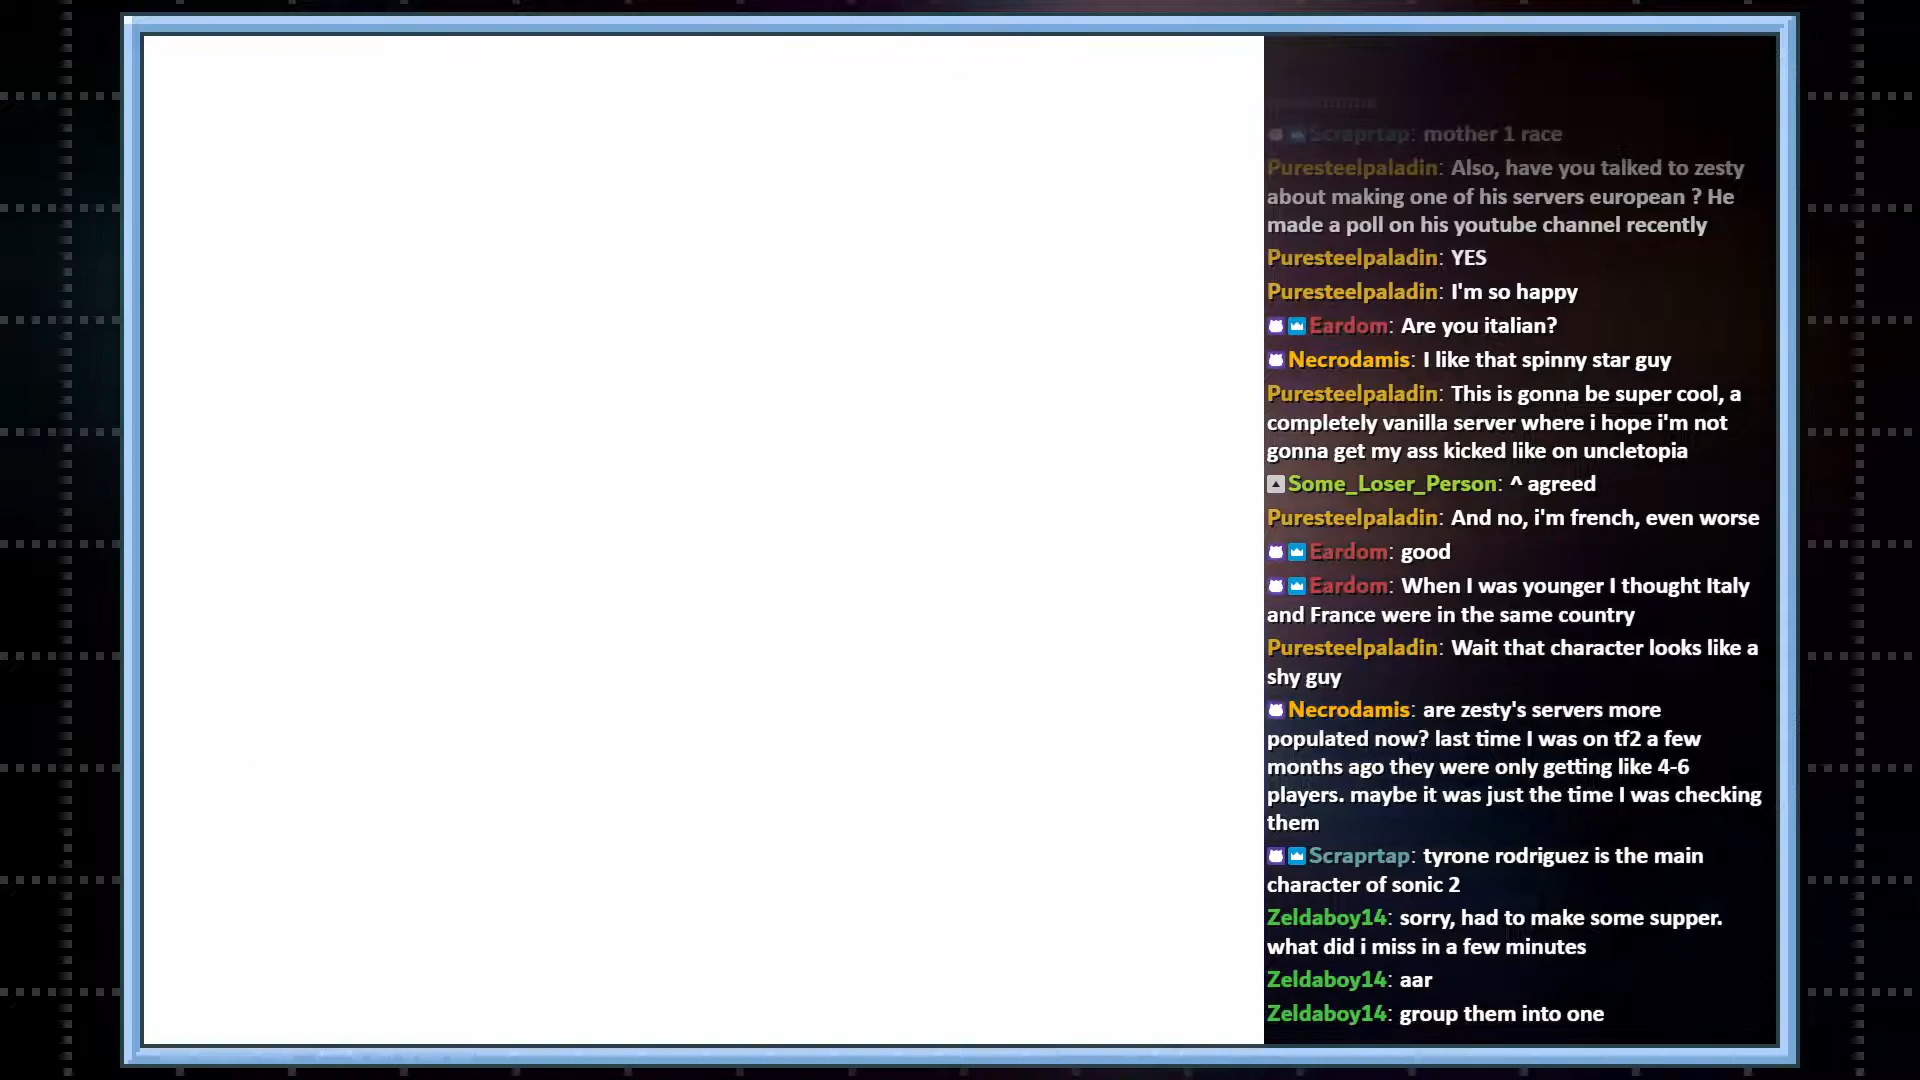 Scraprtap: mother 1 race
Puresteelpaladin: Also, have you talked to zesty
about making one of his servers european ? He
made a poll on his youtube channel recently
Puresteelpaladin: YES
Puresteelpaladin: I'm so happy
Eardom: Are you italian?
Necrodamis: I like that spinny star guy
Puresteelpaladin: This is gonna be super cool, a
completely vanilla server where i hope i'm not
gonna get my ass kicked like on uncletopia
Some_Loser_Person: ^ agreed
Puresteelpaladin: And no, i'm french, even worse
Eardom: good
Eardom: When I was younger I thought Italy
and France were in the same country
Puresteelpaladin: Wait that character looks like a
shy guy
Necrodamis: are zesty's servers more
populated now? last time I was on tf2 a few
months ago they were only getting like 4-6
players. maybe it was just the time I was checking
them
Scraprtap: tyrone rodriguez is the main
character of sonic 2
Zeldaboy14: sorry, had to make some supper.
what did i miss in a few minutes
Zeldaboy14: aar
Zeldaboy14: group them into one